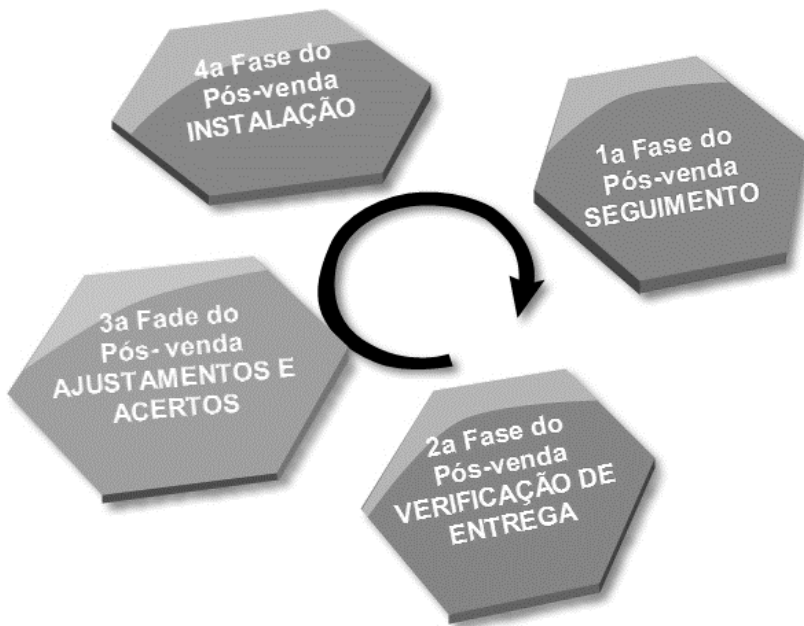 4a Fase do
Pós-venda
INSTALAÇÃO
1a Fase do
Pós-venda
SEGUIMENTO
3a Fade do
Pós- venda
AJUSTAMENTOS E
ACERTOS
2a Fase do
Pós-venda
VERIFICAÇÃO DE
ENTREGA